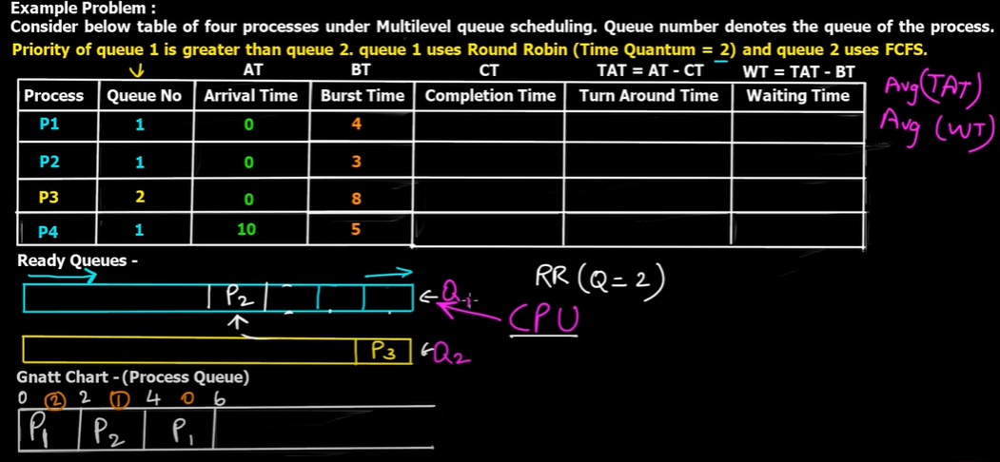 Example Problem :
Consider below table of four processes under Multilevel queue scheduling. Queue number denotes the queue of the process.
Priority of queue 1 is greater than queue 2. queue 1 uses Round Robin (Time Quantum = 2) and queue 2 uses FCFS.
AT BT CT TAT = AT - CT WT = TAT - BT
Process Queue No Arrival Time Burst Time Completion Time Turn Around Time Waiting Time Avg(TAT)
P1 1 0 4 Avg (WT)
P2 1 0 3
P3 2 0 8
P4 1 10 5
Ready Queues -
RR (Q=2)
P2 Q1
CPU
P3 Q2
Gnatt Chart - (Process Queue)
0 2 2 1 4 0 6
P1 P2 P1